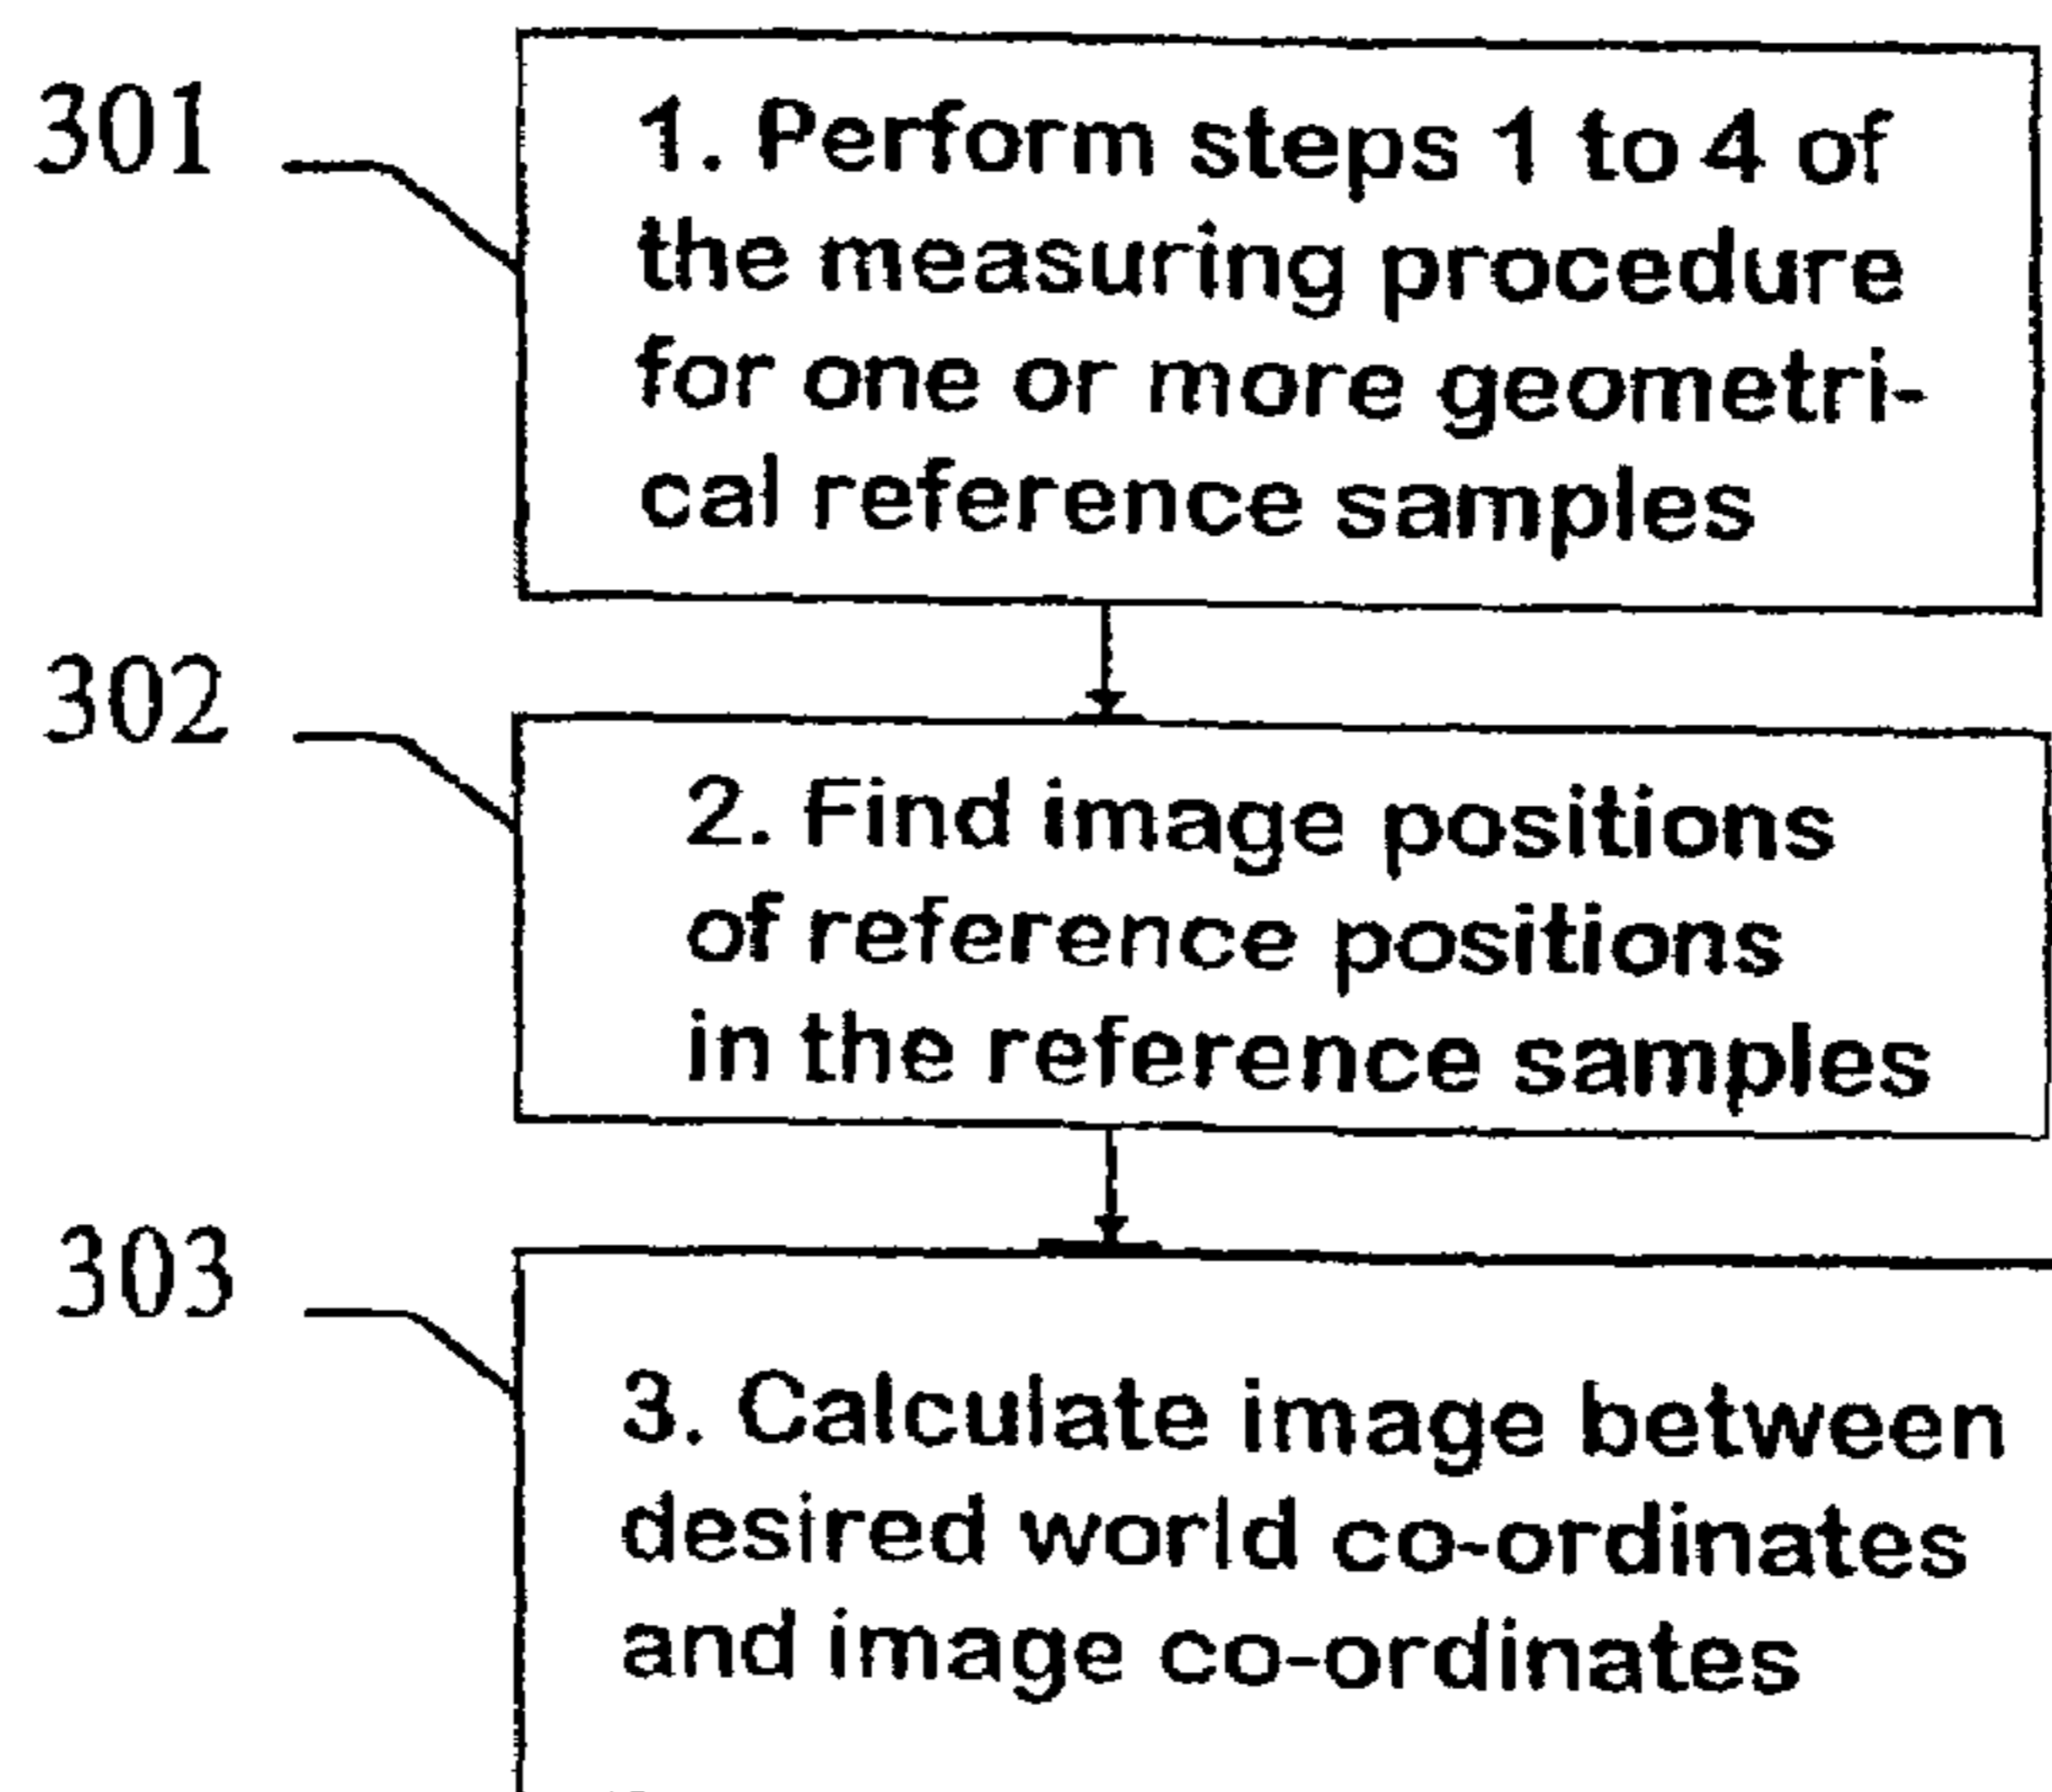 301
1. Perform steps 1 to 4 of
the measuring procedure
for one or more geometri-
cal reference samples
302
2. Find image positions
of reference positions
in the reference samples
303
3. Calculate image between
desired world co-ordinates
and image co-ordinates